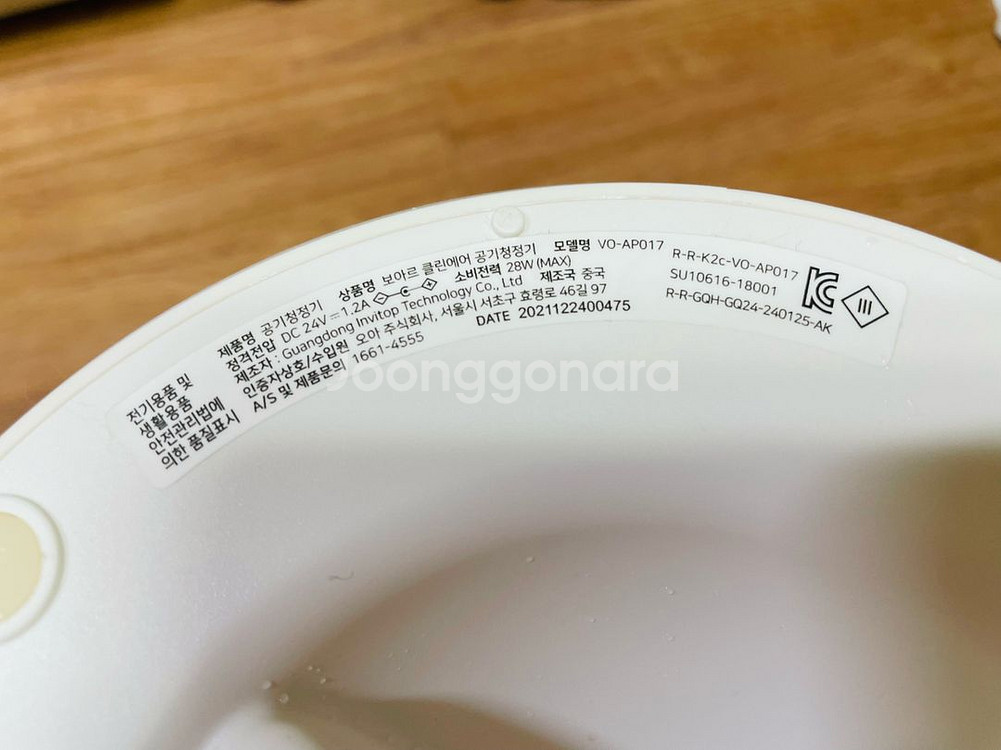 전기용품 및
생활용품
안전관리법에
의한 품질표시
제품명 공기청정기 상품명 보아르 클린에어 공기청정기 모델명 VO-AP017
정격전압 DC 24V⎓1.2A 소비전력 28W (MAX)
제조자 : Guangdong Invitop Technology Co., Ltd 제조국 중국
인증자상호/수입원 오아 주식회사, 서울시 서초구 효령로 46길 97
A/S 및 제품문의 1661-4555 DATE 2021122400475
R-R-K2c-VO-AP017
SU10616-18001
R-R-GQH-GQ24-240125-AK
KC
III
joonggonara